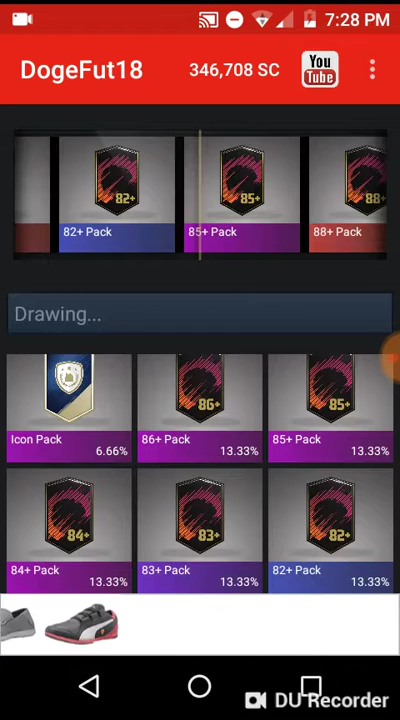 7:28 PM
DogeFut18
346,708 SC
You
Tube
82+
85+
88+
82+ Pack
85+ Pack
88+ Pack
Drawing...
86+
85+
Icon Pack
6.66%
86+ Pack
13.33%
85+ Pack
13.33%
84+
83+
82+
84+ Pack
13.33%
83+ Pack
13.33%
82+ Pack
13.33%
DU Recorder